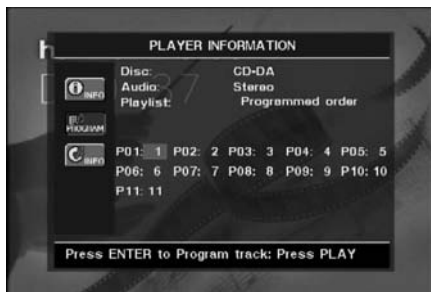 PLAYER INFORMATION
Disc: CD-DA
Audio: Stereo
Playlist: Programmed order
INFO
PROGRAM
INFO
P01: 1 P02: 2 P03: 3 P04: 4 P05: 5
P06: 6 P07: 7 P08: 8 P09: 9 P10: 10
P11: 11
Press ENTER to Program track: Press PLAY